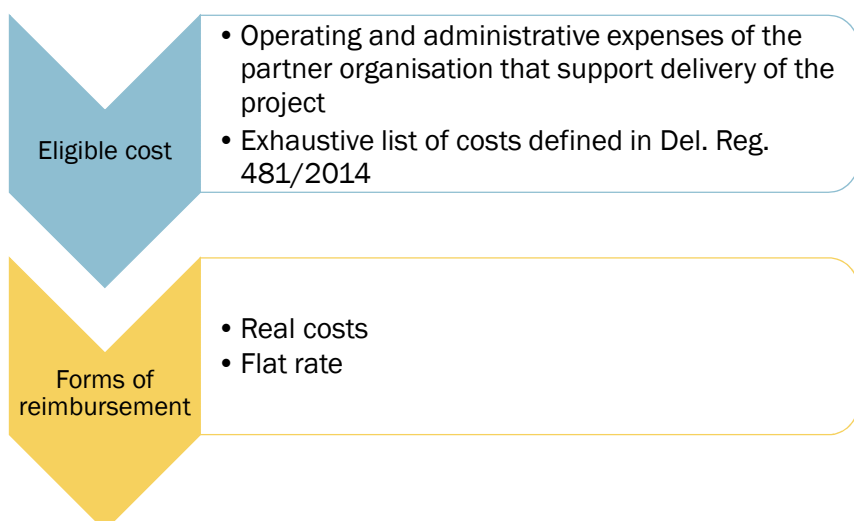 Eligible cost
• Operating and administrative expenses of the
partner organisation that support delivery of the
project
• Exhaustive list of costs defined in Del. Reg.
481/2014
Forms of
reimbursement
• Real costs
• Flat rate